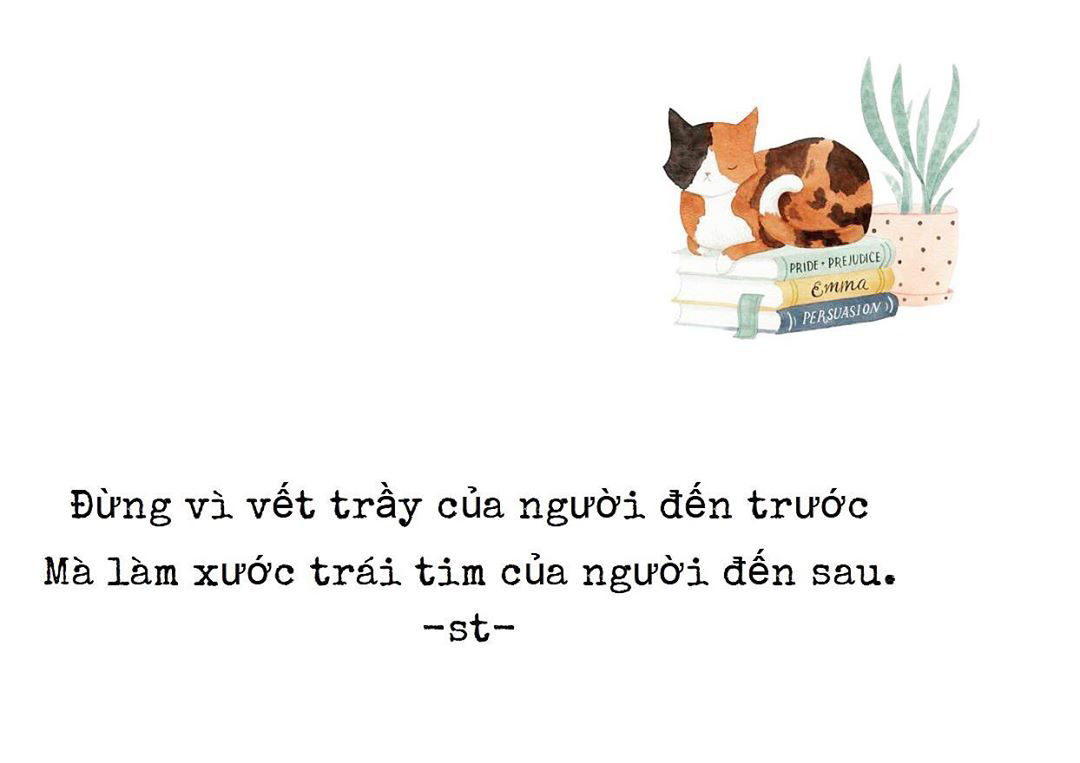 PRIDE + PREJUDICE
Emma
PERSUASION
Đừng vì vết trầy của người đến trước
Mà làm xước trái tim của người đến sau.
-st-